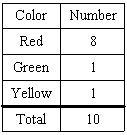 Color Number
Red 8
Green 1
Yellow 1
Total 10